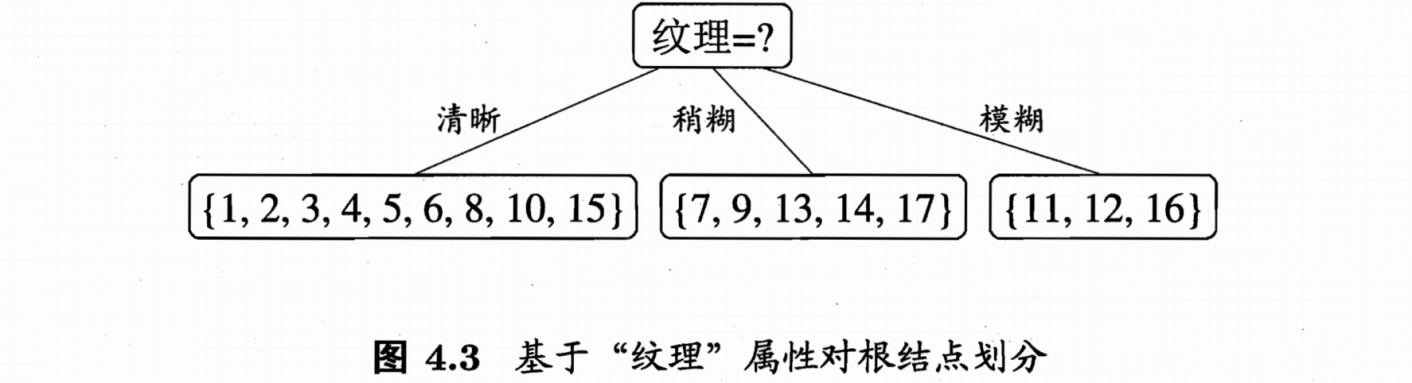 纹理=?
清晰 稍糊 模糊
{1, 2, 3, 4, 5, 6, 8, 10, 15} {7, 9, 13, 14, 17} {11, 12, 16}
图 4.3 基于“纹理”属性对根结点划分